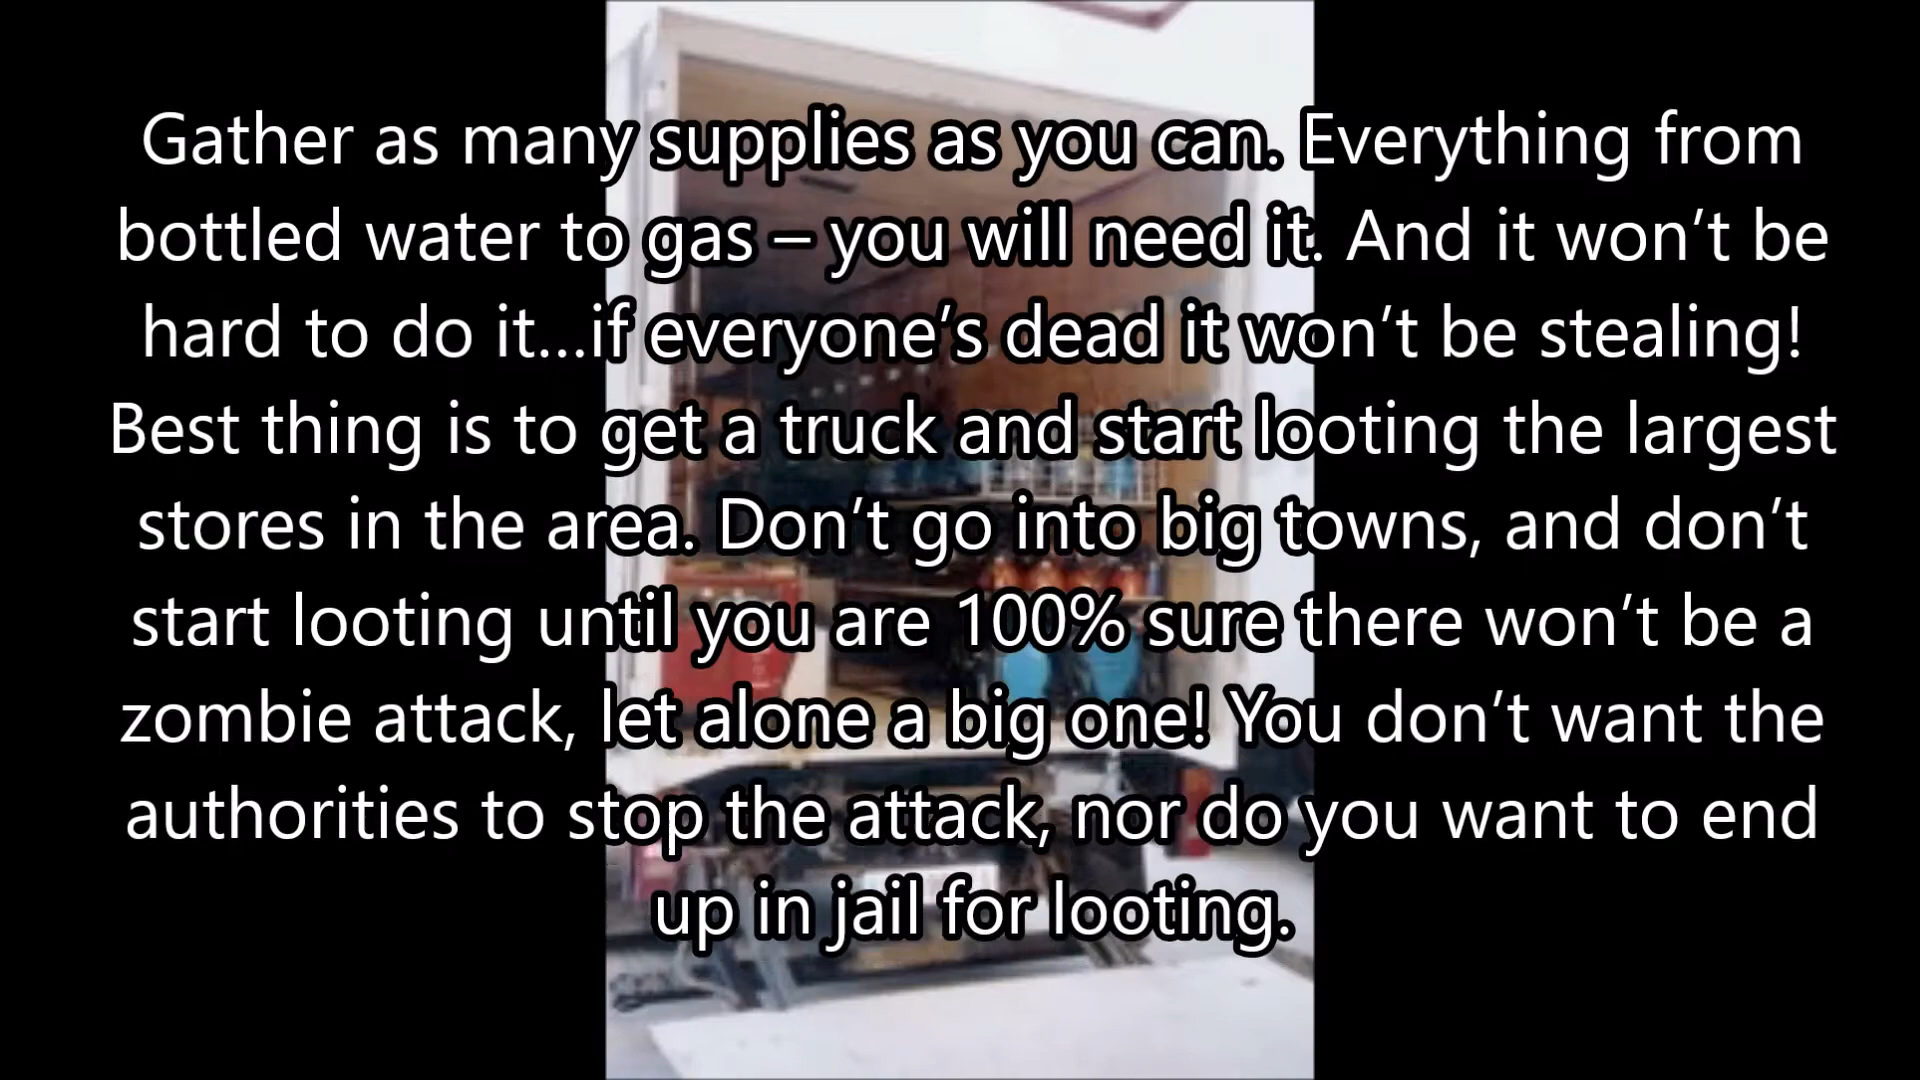 Gather as many supplies as you can. Everything from
bottled water to gas – you will need it. And it won’t be
hard to do it...if everyone’s dead it won’t be stealing!
Best thing is to get a truck and start looting the largest
stores in the area. Don’t go into big towns, and don’t
start looting until you are 100% sure there won’t be a
zombie attack, let alone a big one! You don’t want the
authorities to stop the attack, nor do you want to end
up in jail for looting.